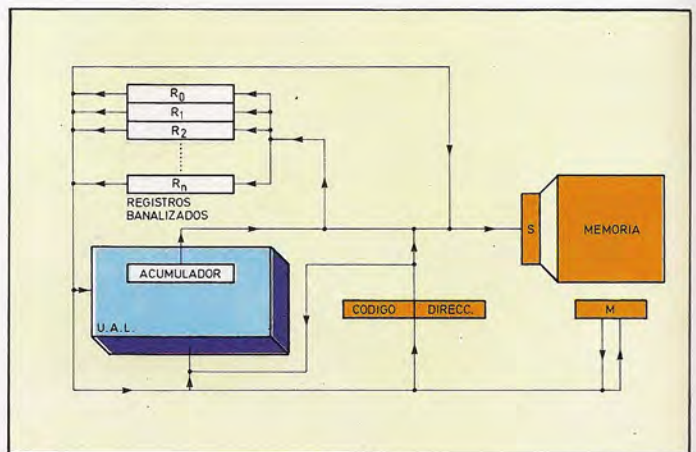 R0
R1
R2
Rn
REGISTROS
BANALIZADOS
S
MEMORIA
ACUMULADOR
U.A.L.
CODIGO DIRECC.
M